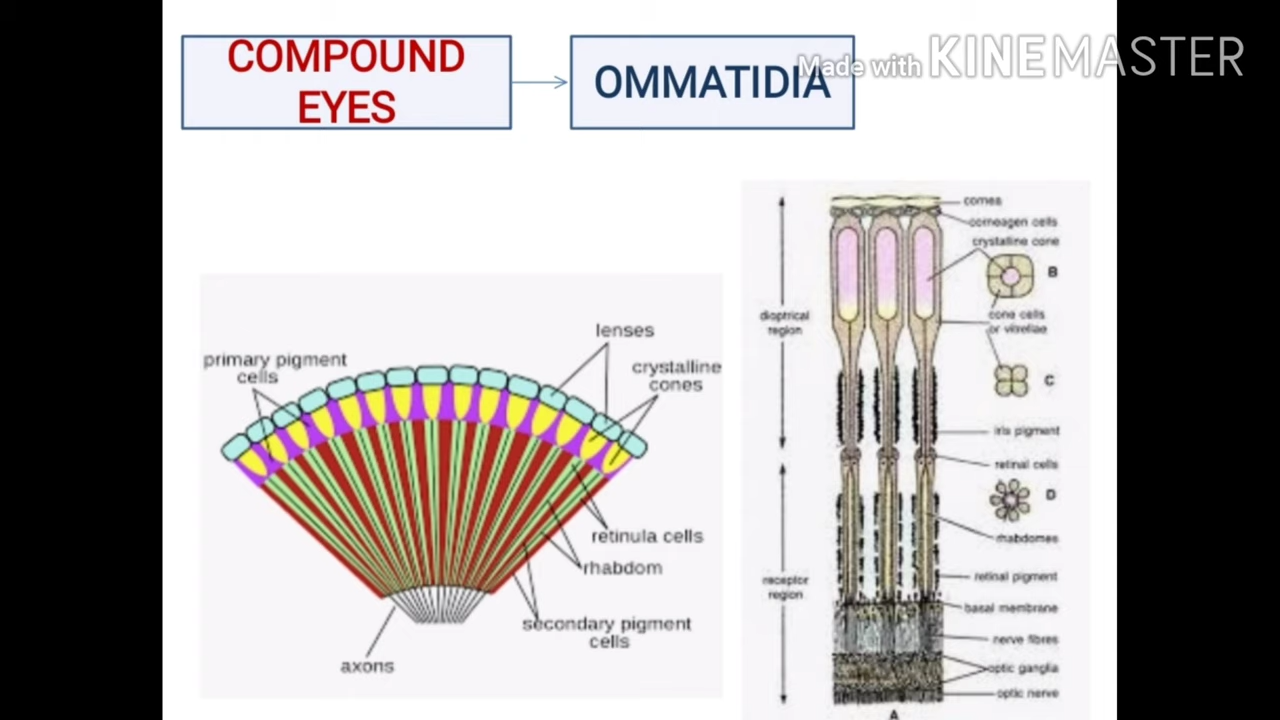 COMPOUND
EYES
OMMATIDIA
Made with KINEMASTER
lenses
primary pigment
cells
crystalline
cones
retinula cells
rhabdom
secondary pigment
cells
axons
cornea
corneagen cells
crystalline cone
B
cone cells
or vitrellae
dioptrical
region
C
iris pigment
retinal cells
D
rhabdomes
receptor
region
retinal pigment
basal membrane
nerve fibres
optic ganglia
optic nerve
A